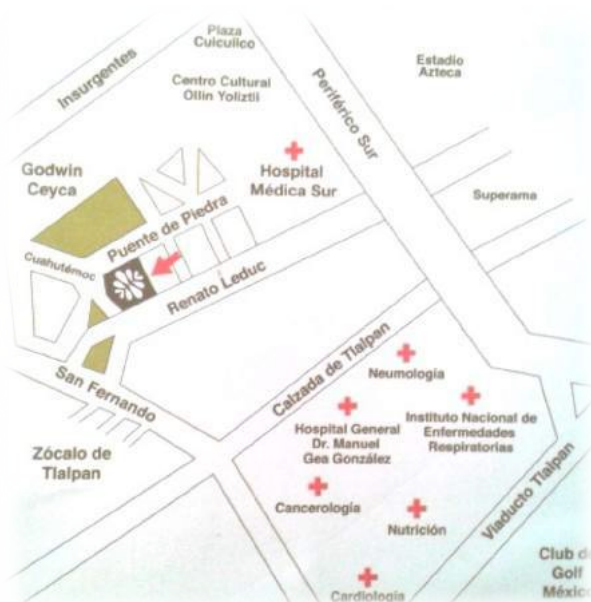 Plaza
Cuicuilco
Insurgentes
Centro Cultural
Ollin Yoliztli
Periférico Sur
Estadio
Azteca
Godwin
Ceyca
Hospital
Médica Sur
Superama
Puente de Piedra
Cuahutémoc
Renato Leduc
Calzada de Tlalpan
Neumología
San Fernando
Hospital General
Dr. Manuel
Gea González
Instituto Nacional de
Enfermedades
Respiratorias
Zócalo de
Tlalpan
Cancerología
Nutrición
Viaducto Tlalpan
Club de
Golf
México
Cardiología